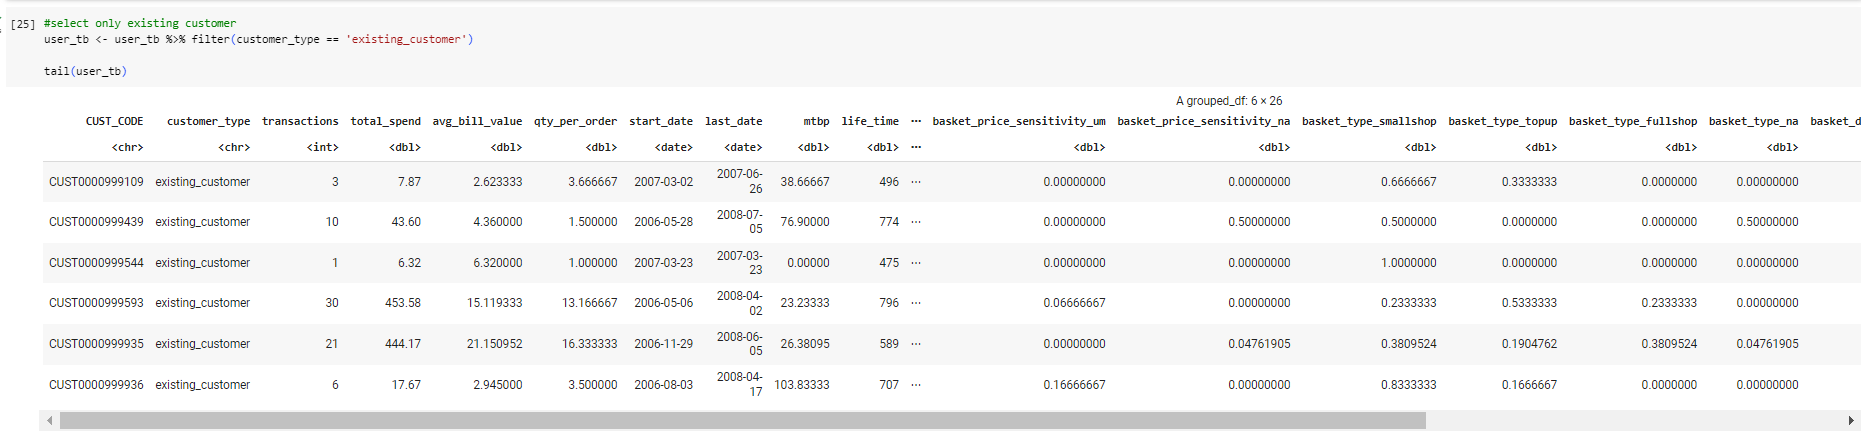 [25] #select only existing customer
user_tb <- user_tb %>% filter(customer_type == 'existing_customer')
tail(user_tb)
A grouped_df: 6 × 26
CUST_CODE customer_type transactions total_spend avg_bill_value qty_per_order start_date last_date mtbp life_time ⋯ basket_price_sensitivity_um basket_price_sensitivity_na basket_type_smallshop basket_type_topup basket_type_fullshop basket_type_na basket_d
<chr> <chr> <int> <dbl> <dbl> <dbl> <date> <date> <dbl> <dbl> ⋯ <dbl> <dbl> <dbl> <dbl> <dbl> <dbl>
CUST0000999109 existing_customer 3 7.87 2.623333 3.666667 2007-03-02 2007-06-26 38.66667 496 ⋯ 0.00000000 0.00000000 0.6666667 0.3333333 0.0000000 0.00000000
CUST0000999439 existing_customer 10 43.60 4.360000 1.500000 2006-05-28 2008-07-05 76.90000 774 ⋯ 0.00000000 0.50000000 0.5000000 0.0000000 0.0000000 0.50000000
CUST0000999544 existing_customer 1 6.32 6.320000 1.000000 2007-03-23 2007-03-23 0.00000 475 ⋯ 0.00000000 0.00000000 1.0000000 0.0000000 0.0000000 0.00000000
CUST0000999593 existing_customer 30 453.58 15.119333 13.166667 2006-05-06 2008-04-02 23.23333 796 ⋯ 0.06666667 0.00000000 0.2333333 0.5333333 0.2333333 0.00000000
CUST0000999935 existing_customer 21 444.17 21.150952 16.333333 2006-11-29 2008-06-05 26.38095 589 ⋯ 0.00000000 0.04761905 0.3809524 0.1904762 0.3809524 0.04761905
CUST0000999936 existing_customer 6 17.67 2.945000 3.500000 2006-08-03 2008-04-17 103.83333 707 ⋯ 0.16666667 0.00000000 0.8333333 0.1666667 0.0000000 0.00000000